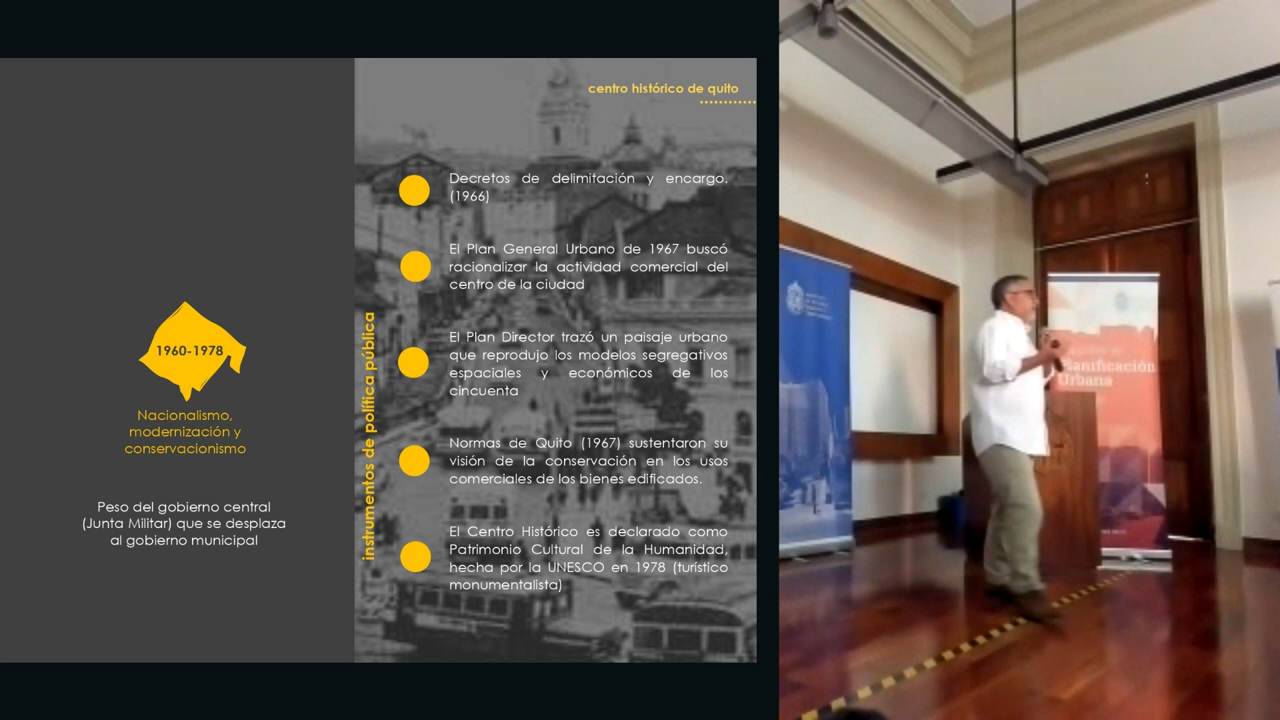 centro histórico de quito
1960-1978
Nacionalismo,
modernización y
conservacionismo
Peso del gobierno central
(Junta Militar) que se desplaza
al gobierno municipal
instrumentos de política pública
Decretos de delimitación y encargo.
(1966)
El Plan General Urbano de 1967 buscó
racionalizar la actividad comercial del
centro de la ciudad
El Plan Director trazó un paisaje urbano
que reprodujo los modelos segregativos
espaciales y económicos de los
cincuenta
Normas de Quito (1967) sustentaron su
visión de la conservación en los usos
comerciales de los bienes edificados.
El Centro Histórico es declarado como
Patrimonio Cultural de la Humanidad,
hecha por la UNESCO en 1978 (turístico
monumentalista)
Planificación
Urbana